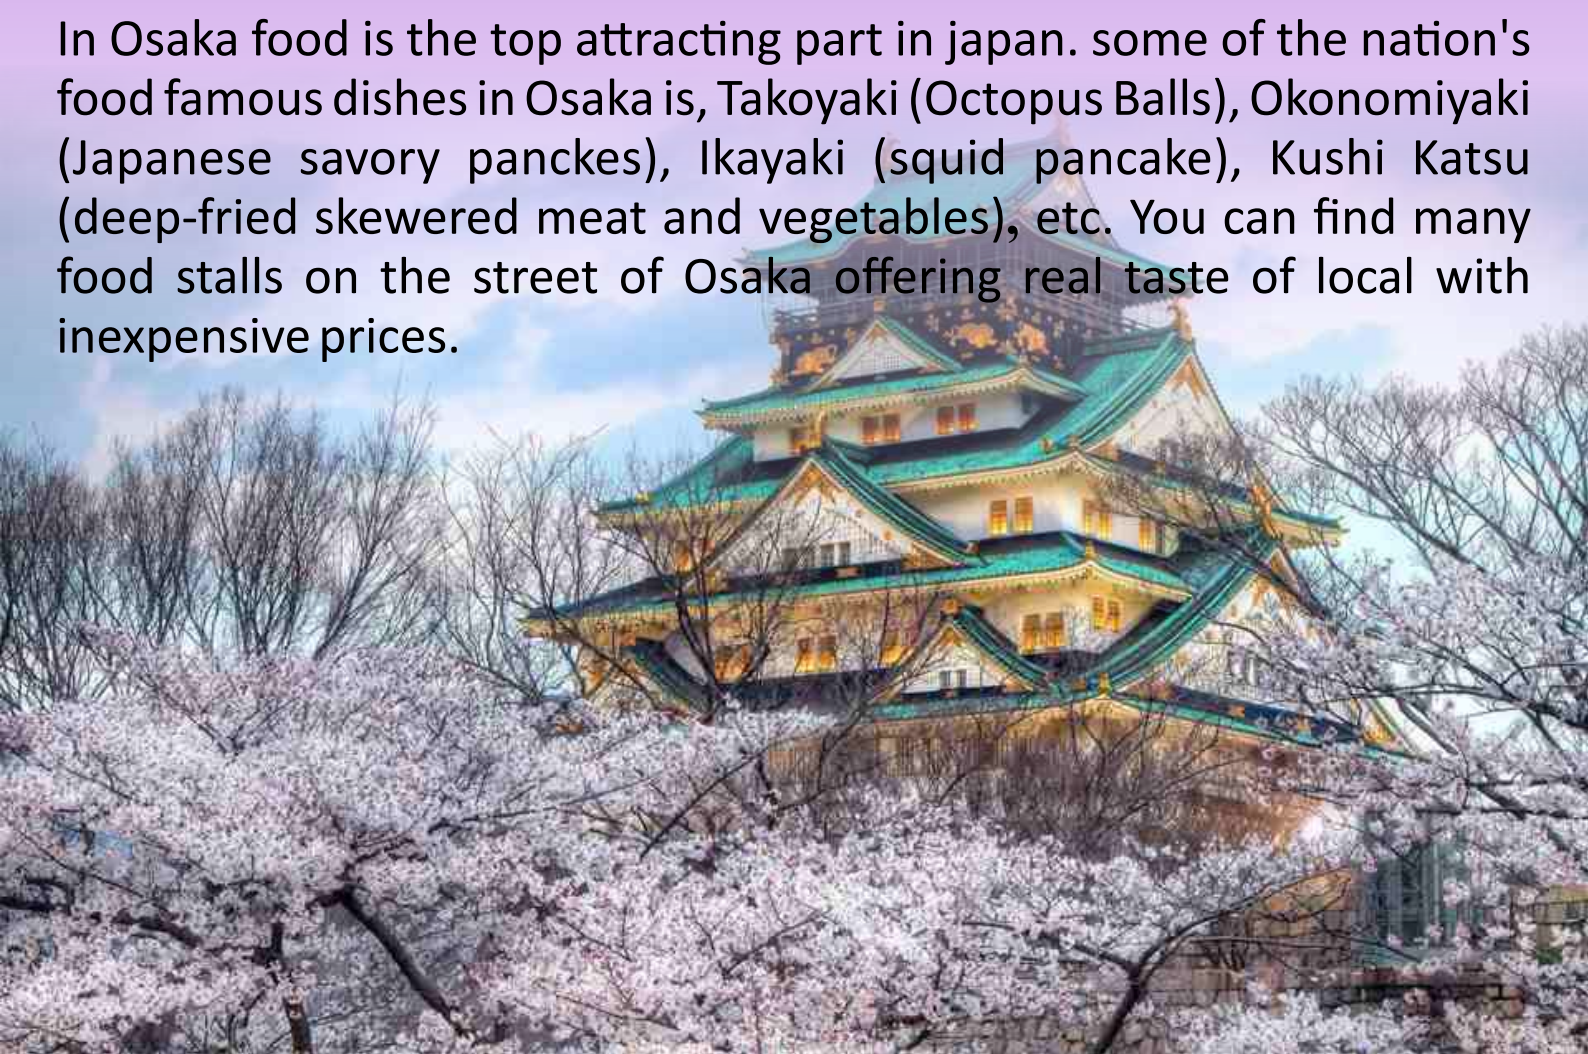 In Osaka food is the top attracting part in japan. some of the nation's
food famous dishes in Osaka is, Takoyaki (Octopus Balls), Okonomiyaki
(Japanese savory panckes), Ikayaki (squid pancake), Kushi Katsu
(deep-fried skewered meat and vegetables), etc. You can find many
food stalls on the street of Osaka offering real taste of local with
inexpensive prices.